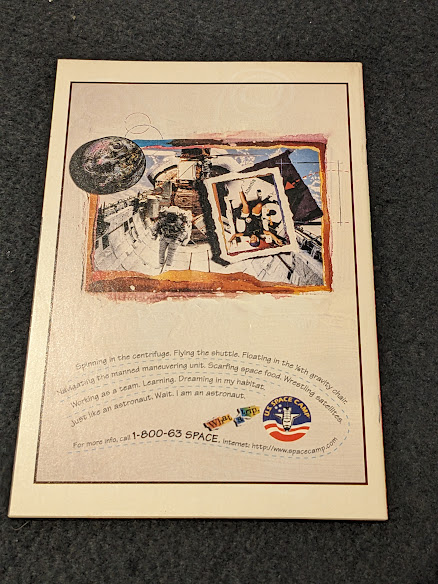 Spinning in the centrifuge. Flying the shuttle. Floating in the 1/6th gravity chair.
Navigating the manned maneuvering unit. Scarfing space food. Wrestling satellites.
Working as a team. Learning. Dreaming in my habitat.
Just like an astronaut. Wait. I am an astronaut.
What a trip.
U.S. SPACE CAMP
For more info, call 1-800-63 SPACE. Internet: http://www.spacecamp.com